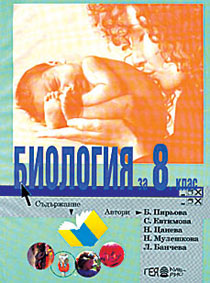 БИОЛОГИЯ за 8 клас
Съдържание
Автори
Б. Пирьова
С. Евтимова
Н. Цанева
Н. Мулешкова
Л. Банчева